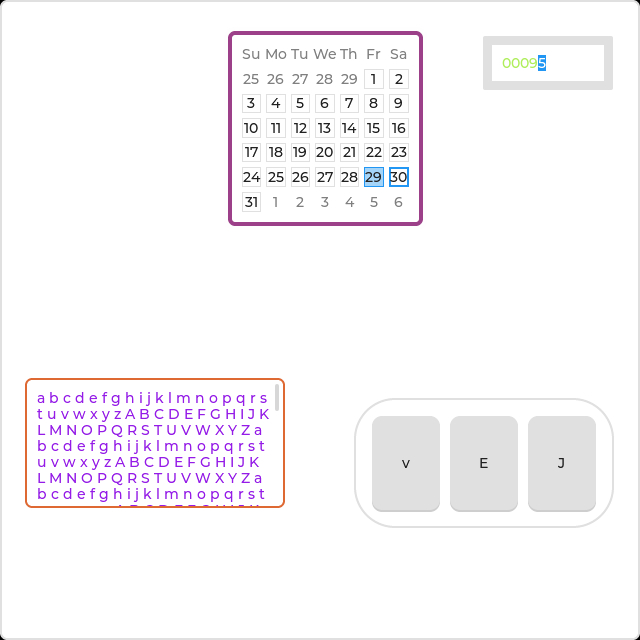 Su Mo Tu We Th Fr Sa
25 26 27 28 29 1 2
3 4 5 6 7 8 9
10 11 12 13 14 15 16
17 18 19 20 21 22 23
24 25 26 27 28 29 30
31 1 2 3 4 5 6
00095
a b c d e f g h i j k l m n o p q r s
t u v w x y z A B C D E F G H I J K
L M N O P Q R S T U V W X Y Z a
b c d e f g h i j k l m n o p q r s t
u v w x y z A B C D E F G H I J K
L M N O P Q R S T U V W X Y Z a
b c d e f g h i j k l m n o p q r s t
v
E
J